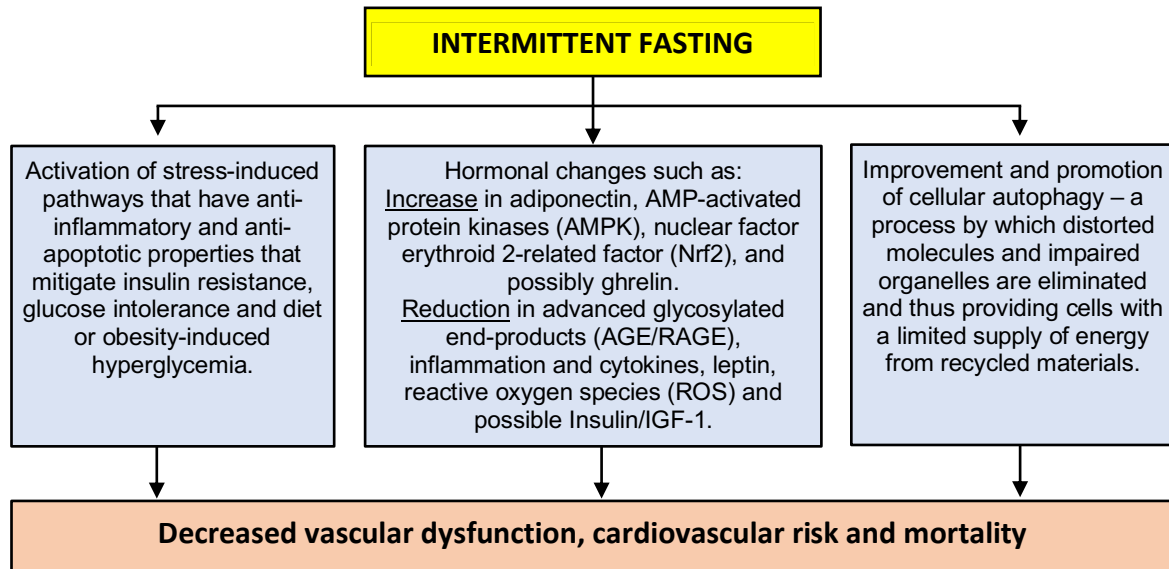 INTERMITTENT FASTING
Activation of stress-induced
pathways that have anti-
inflammatory and anti-
apoptotic properties that
mitigate insulin resistance,
glucose intolerance and diet
or obesity-induced
hyperglycemia.
Hormonal changes such as:
Increase in adiponectin, AMP-activated
protein kinases (AMPK), nuclear factor
erythroid 2-related factor (Nrf2), and
possibly ghrelin.
Reduction in advanced glycosylated
end-products (AGE/RAGE),
inflammation and cytokines, leptin,
reactive oxygen species (ROS) and
possible Insulin/IGF-1.
Improvement and promotion
of cellular autophagy – a
process by which distorted
molecules and impaired
organelles are eliminated
and thus providing cells with
a limited supply of energy
from recycled materials.
Decreased vascular dysfunction, cardiovascular risk and mortality